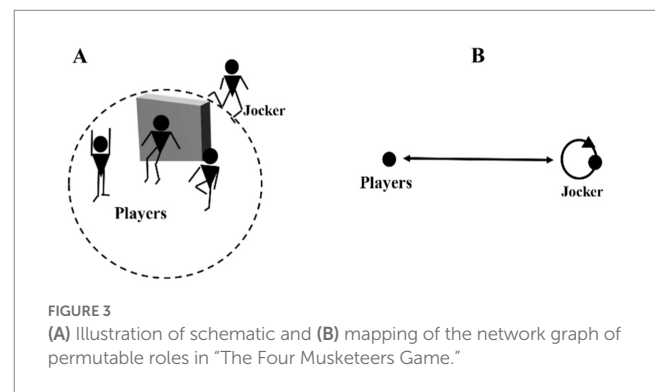 A
B
Jocker
Players
Players
Jocker
FIGURE 3
(A) Illustration of schematic and (B) mapping of the network graph of
permutable roles in “The Four Musketeers Game.”